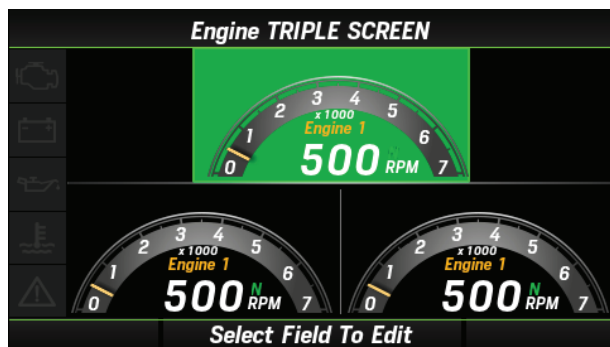 Engine TRIPLE SCREEN
0 1 2 3 4 5 6 7
x 1000
Engine 1
500 RPM
0 1 2 3 4 5 6 7
x 1000
Engine 1
500 N RPM
0 1 2 3 4 5 6 7
x 1000
Engine 1
500 N RPM
Select Field To Edit